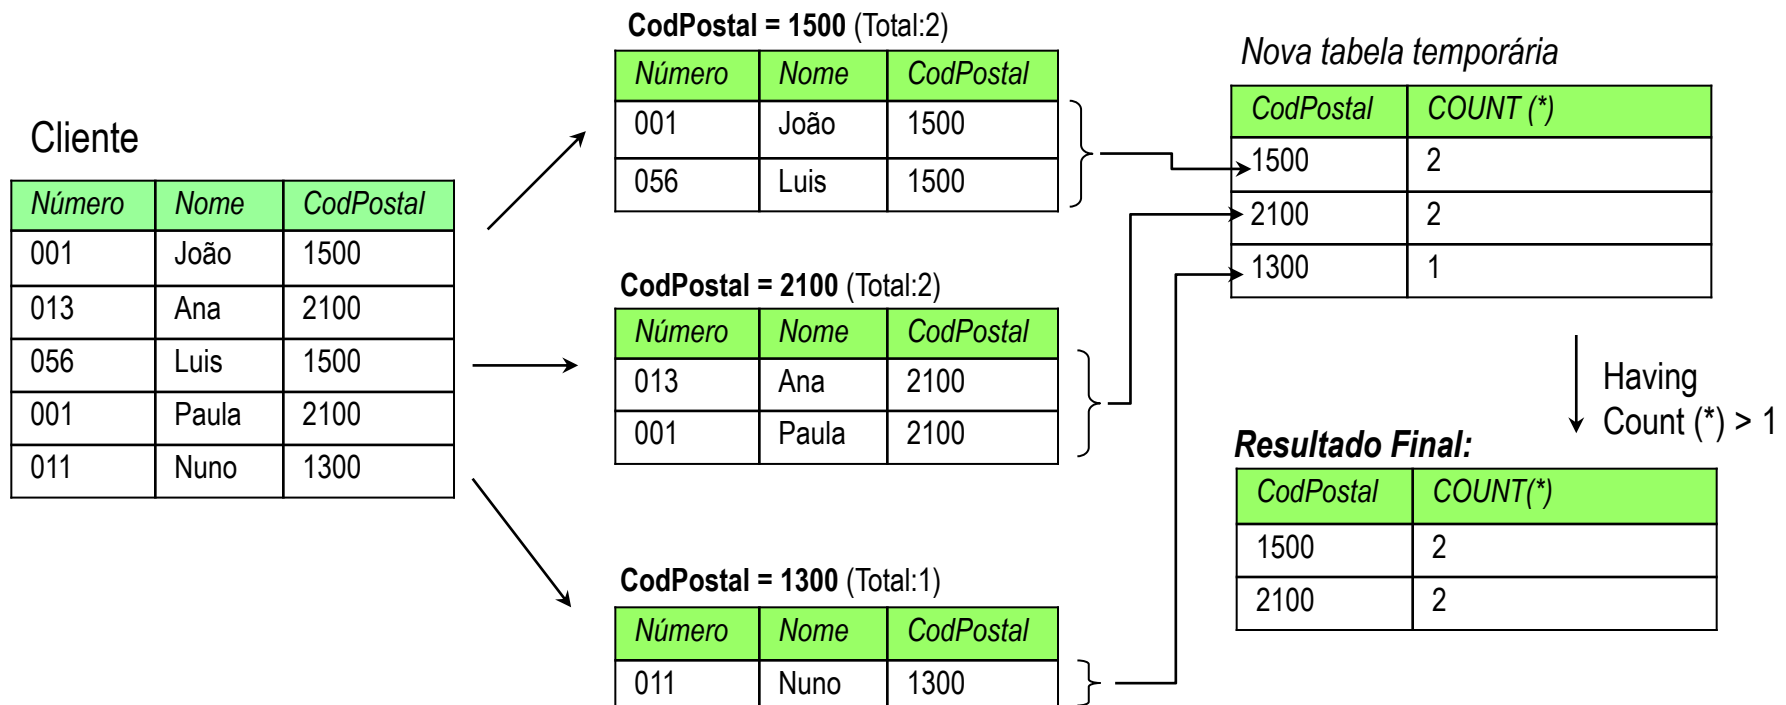 Cliente
Número Nome CodPostal
001 João 1500
013 Ana 2100
056 Luis 1500
001 Paula 2100
011 Nuno 1300
CodPostal = 1500 (Total:2)
Número Nome CodPostal
001 João 1500
056 Luis 1500
CodPostal = 2100 (Total:2)
Número Nome CodPostal
013 Ana 2100
001 Paula 2100
CodPostal = 1300 (Total:1)
Número Nome CodPostal
011 Nuno 1300
Nova tabela temporária
CodPostal COUNT (*)
1500 2
2100 2
1300 1
Having
Count (*) > 1
Resultado Final:
CodPostal COUNT(*)
1500 2
2100 2